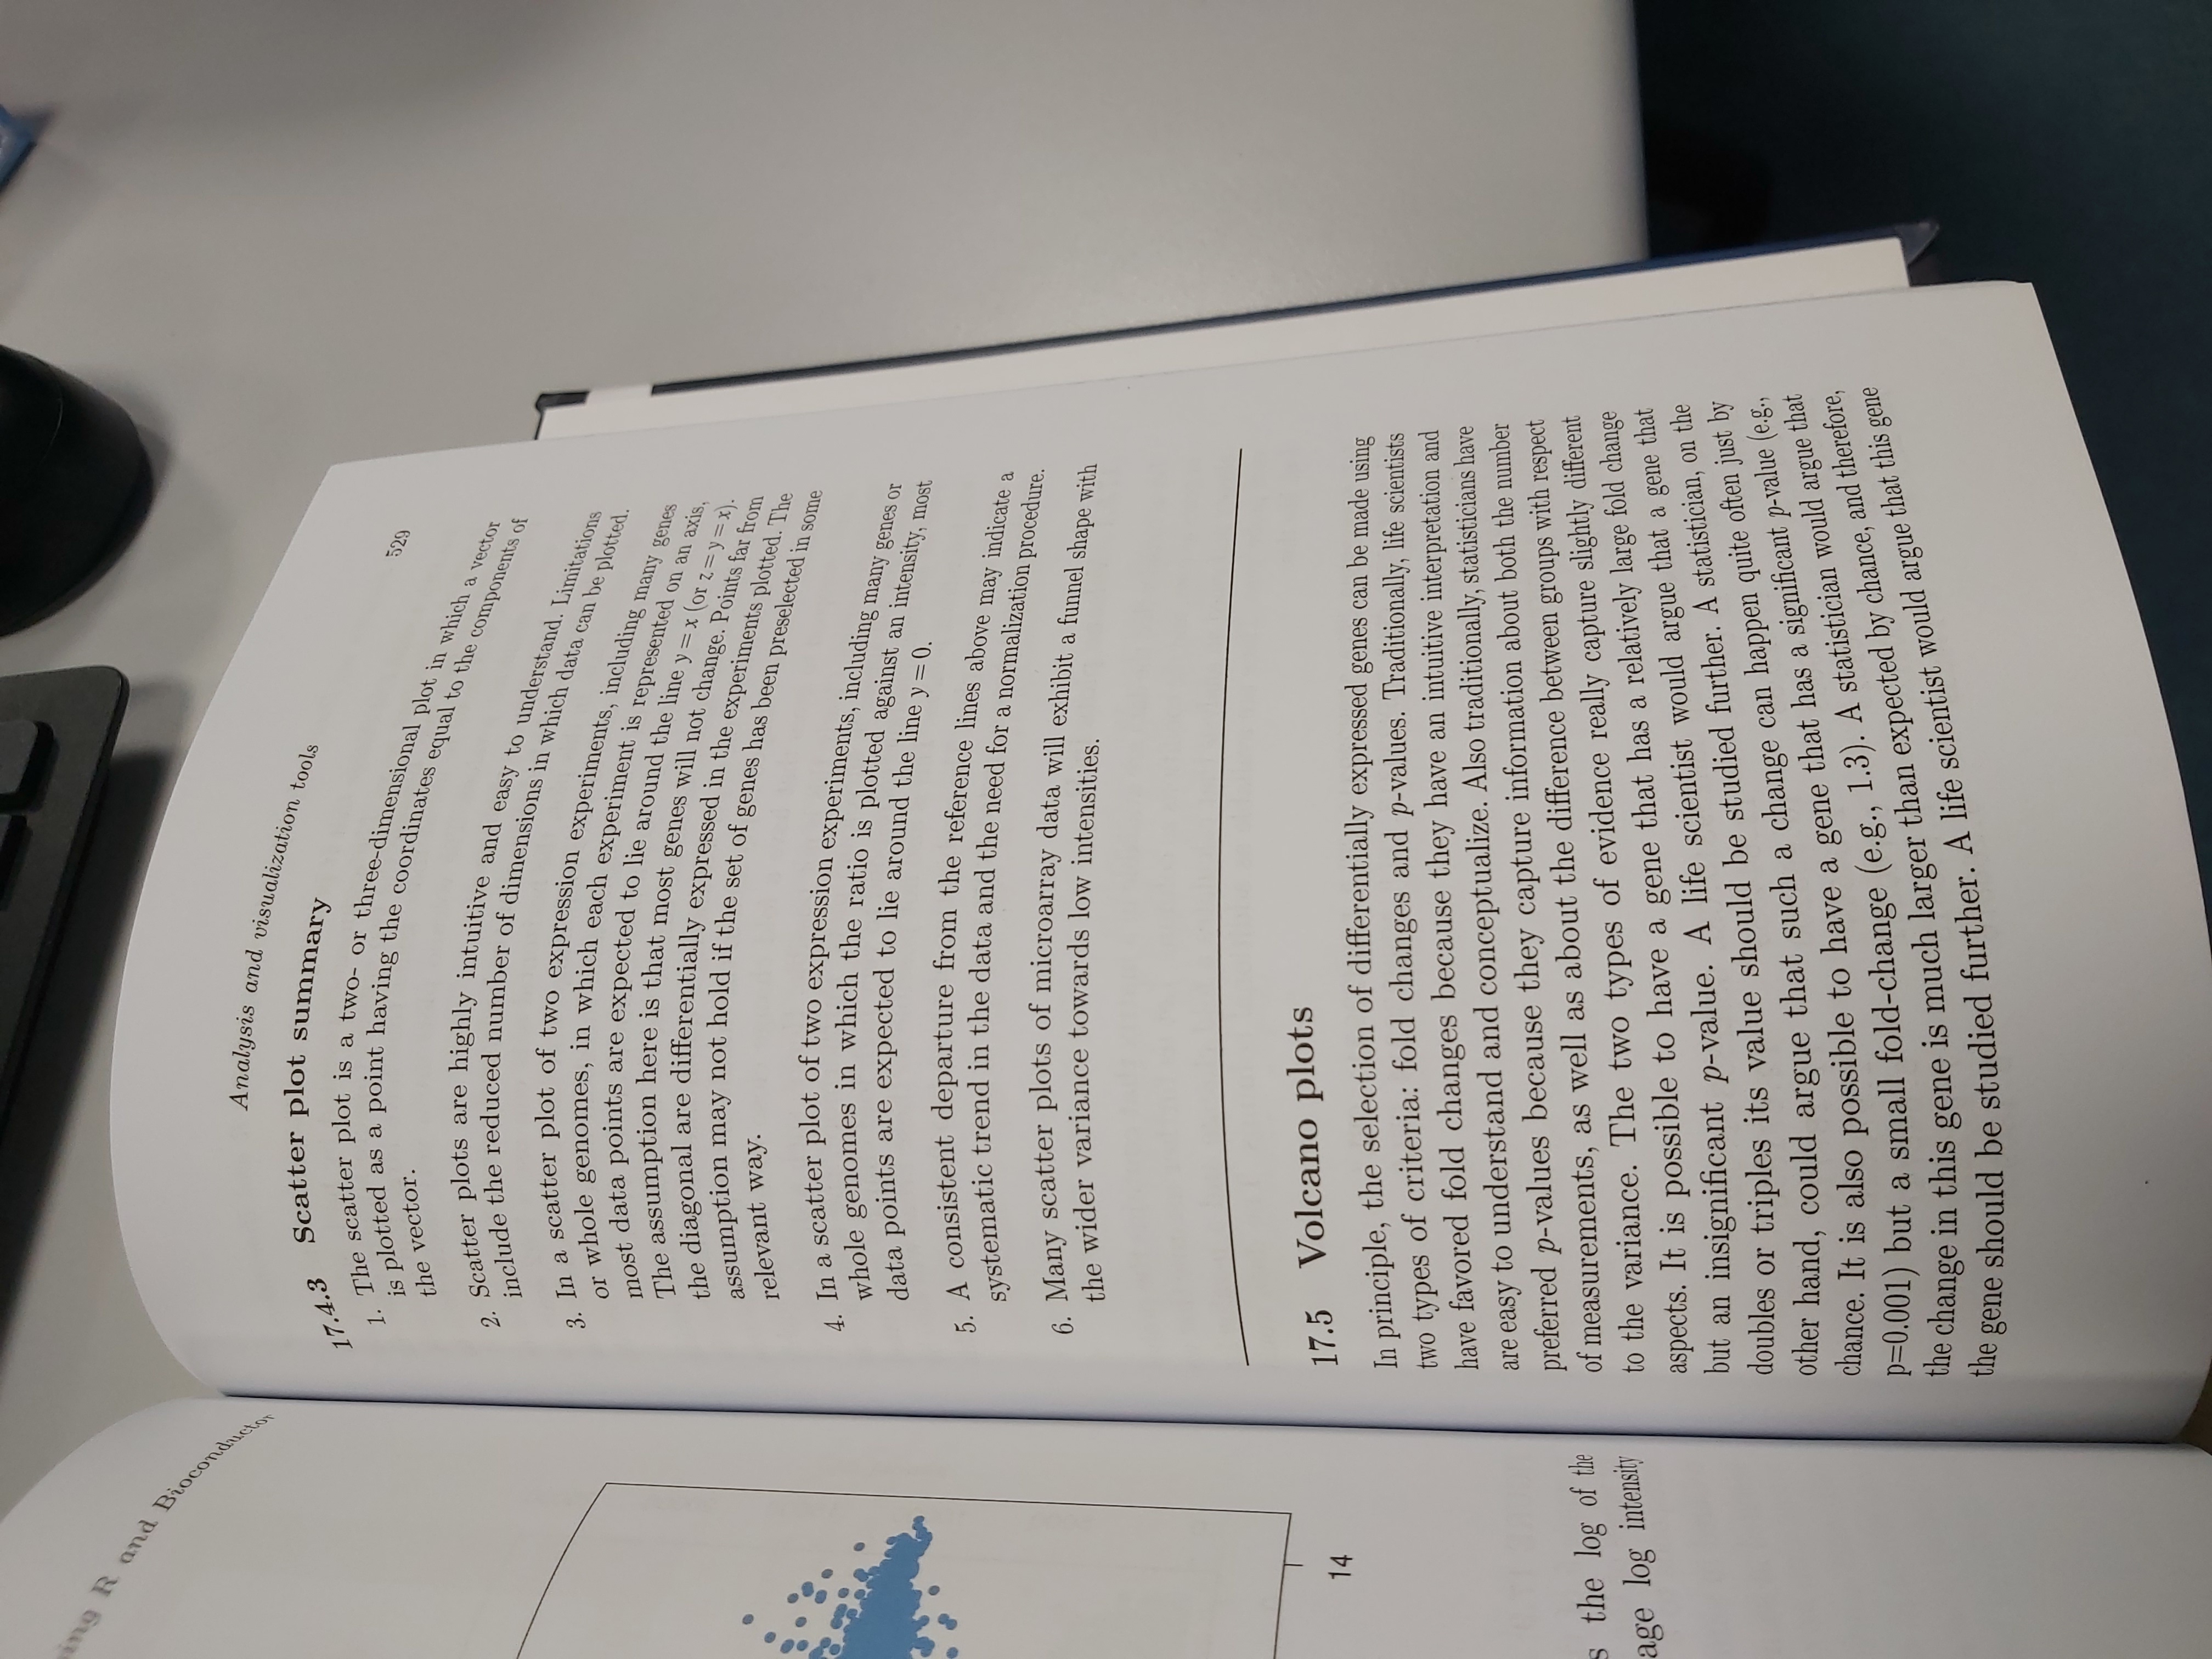 ing R and Bioconductor
14
s the log of the
age log intensity
Analysis and visualization tools
529
17.4.3 Scatter plot summary
1. The scatter plot is a two- or three-dimensional plot in which a vector
is plotted as a point having the coordinates equal to the components of
the vector.
2. Scatter plots are highly intuitive and easy to understand. Limitations
include the reduced number of dimensions in which data can be plotted.
3. In a scatter plot of two expression experiments, including many genes
or whole genomes, in which each experiment is represented on an axis,
most data points are expected to lie around the line y = x (or z = y = x).
The assumption here is that most genes will not change. Points far from
the diagonal are differentially expressed in the experiments plotted. The
assumption may not hold if the set of genes has been preselected in some
relevant way.
4. In a scatter plot of two expression experiments, including many genes or
whole genomes in which the ratio is plotted against an intensity, most
data points are expected to lie around the line y = 0.
5. A consistent departure from the reference lines above may indicate a
systematic trend in the data and the need for a normalization procedure.
6. Many scatter plots of microarray data will exhibit a funnel shape with
the wider variance towards low intensities.
17.5 Volcano plots
In principle, the selection of differentially expressed genes can be made using
two types of criteria: fold changes and p-values. Traditionally, life scientists
have favored fold changes because they have an intuitive interpretation and
are easy to understand and conceptualize. Also traditionally, statisticians have
preferred p-values because they capture information about both the number
of measurements, as well as about the difference between groups with respect
to the variance. The two types of evidence really capture slightly different
aspects. It is possible to have a gene that has a relatively large fold change
but an insignificant p-value. A life scientist would argue that a gene that
doubles or triples its value should be studied further. A statistician, on the
other hand, could argue that such a change can happen quite often just by
chance. It is also possible to have a gene that has a significant p-value (e.g.,
p=0.001) but a small fold-change (e.g., 1.3). A statistician would argue that
the change in this gene is much larger than expected by chance, and therefore,
the gene should be studied further. A life scientist would argue that this gene